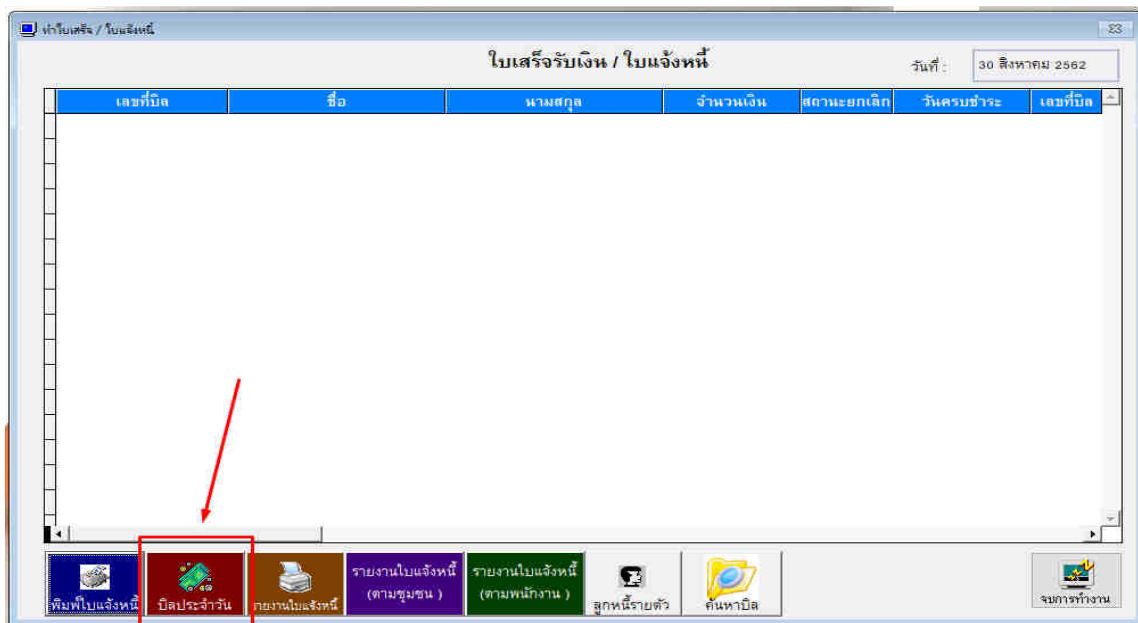 ทำใบเสร็จ / ใบแจ้งหนี้
ใบเสร็จรับเงิน / ใบแจ้งหนี้
วันที่ : 30 สิงหาคม 2562
เลขที่บิล ชื่อ นามสกุล จำนวนเงิน สถานะยกเลิก วันครบชำระ เลขที่บิล
พิมพ์ใบแจ้งหนี้
บิลประจำวัน
รายงานใบแจ้งหนี้
รายงานใบแจ้งหนี้
(ตามชุมชน )
รายงานใบแจ้งหนี้
(ตามพนักงาน )
ลูกหนี้รายตัว
ค้นหาบิล
จบการทำงาน